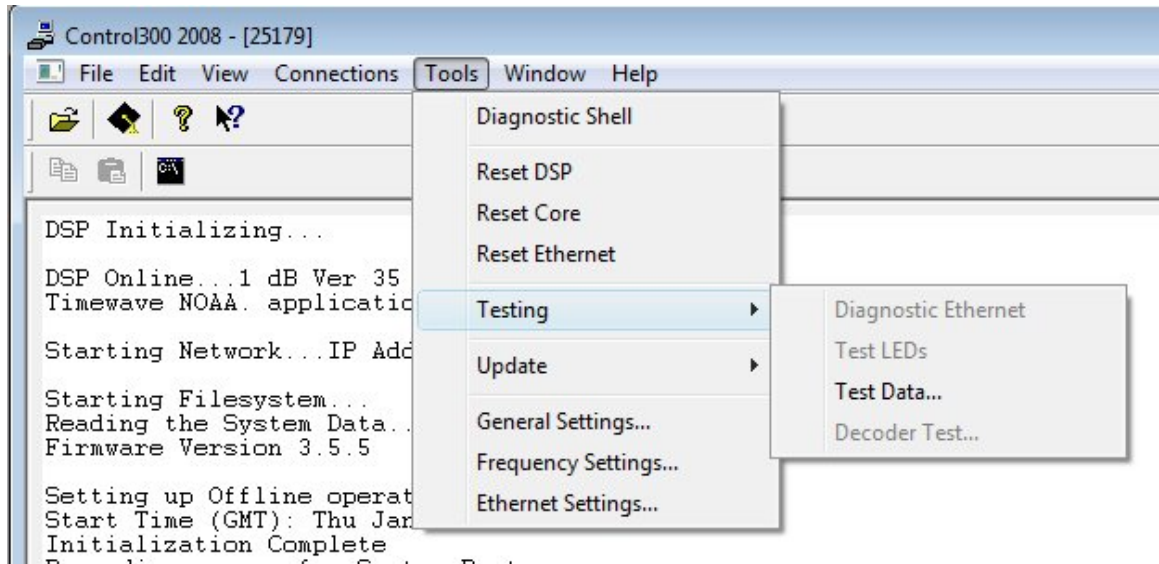 Control300 2008 - [25179]
File Edit View Connections Tools Window Help
Diagnostic Shell
Reset DSP
Reset Core
Reset Ethernet
Testing
Update
General Settings...
Frequency Settings...
Ethernet Settings...
Diagnostic Ethernet
Test LEDs
Test Data...
Decoder Test...
DSP Initializing...
DSP Online...1 dB Ver 35
Timewave NOAA. applicatio
Starting Network...IP Add
Starting Filesystem...
Reading the System Data..
Firmware Version 3.5.5
Setting up Offline operat
Start Time (GMT): Thu Jan
Initialization Complete